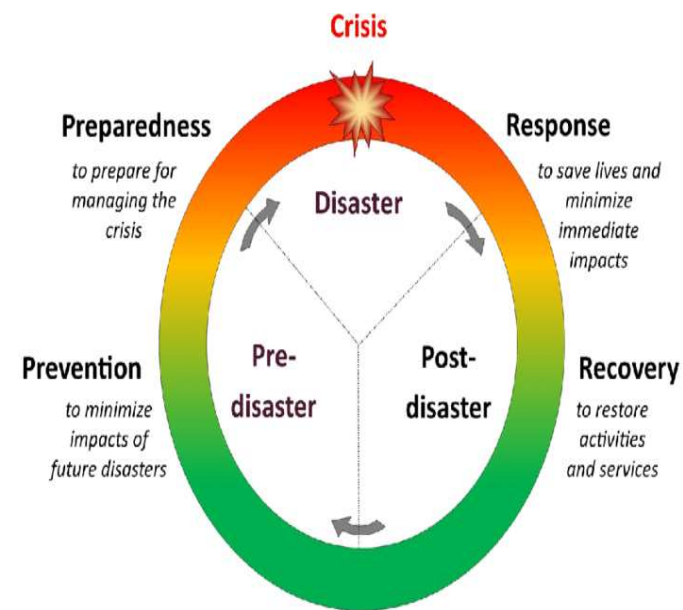 Crisis
Preparedness
to prepare for
managing the
crisis
Response
to save lives and
minimize
immediate
impacts
Disaster
Prevention
to minimize
impacts of
future disasters
Pre-
disaster
Post-
disaster
Recovery
to restore
activities
and services